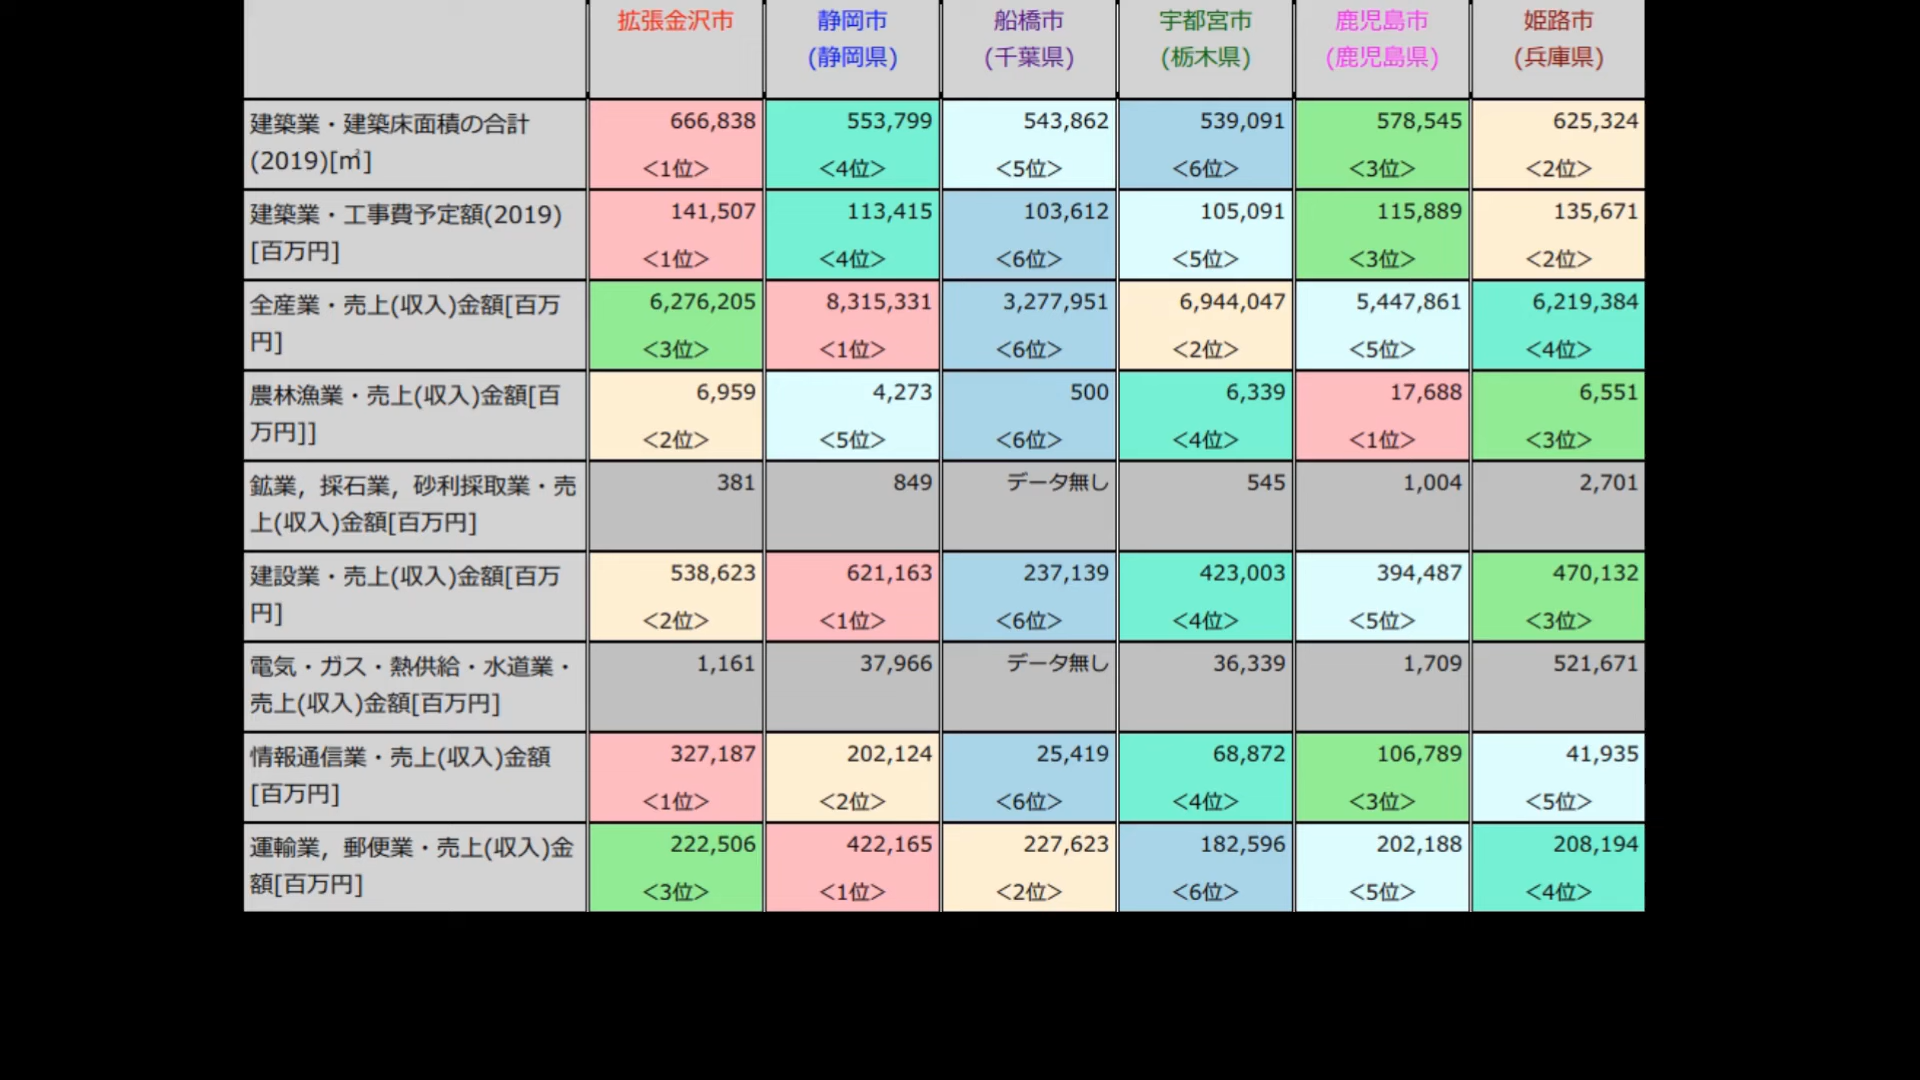 拡張金沢市 静岡市 船橋市 宇都宮市 鹿児島市 姫路市
(静岡県) (千葉県) (栃木県) (鹿児島県) (兵庫県)
建築業・建築床面積の合計 666,838 553,799 543,862 539,091 578,545 625,324
(2019)[㎡] <1位> <4位> <5位> <6位> <3位> <2位>
建築業・工事費予定額(2019) 141,507 113,415 103,612 105,091 115,889 135,671
[百万円] <1位> <4位> <6位> <5位> <3位> <2位>
全産業・売上(収入)金額[百万 6,276,205 8,315,331 3,277,951 6,944,047 5,447,861 6,219,384
円] <3位> <1位> <6位> <2位> <5位> <4位>
農林漁業・売上(収入)金額[百 6,959 4,273 500 6,339 17,688 6,551
万円]] <2位> <5位> <6位> <4位> <1位> <3位>
鉱業，採石業，砂利採取業・売 381 849 データ無し 545 1,004 2,701
上(収入)金額[百万円]
建設業・売上(収入)金額[百万 538,623 621,163 237,139 423,003 394,487 470,132
円] <2位> <1位> <6位> <4位> <5位> <3位>
電気・ガス・熱供給・水道業・ 1,161 37,966 データ無し 36,339 1,709 521,671
売上(収入)金額[百万円]
情報通信業・売上(収入)金額 327,187 202,124 25,419 68,872 106,789 41,935
[百万円] <1位> <2位> <6位> <4位> <3位> <5位>
運輸業，郵便業・売上(収入)金 222,506 422,165 227,623 182,596 202,188 208,194
額[百万円] <3位> <1位> <2位> <6位> <5位> <4位>